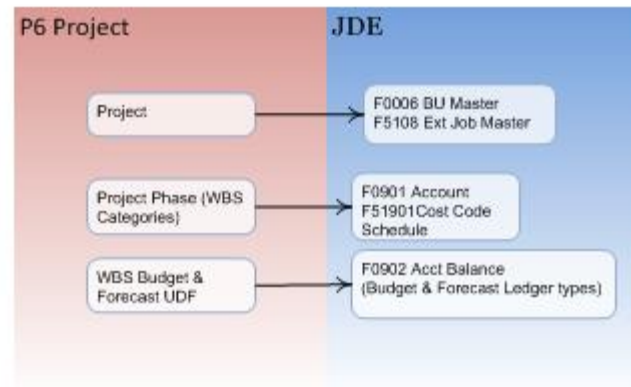 P6 Project
JDE
Project
F0006 BU Master
F5108 Ext Job Master
Project Phase (WBS
Categories)
F0901 Account
F51901Cost Code
Schedule
WBS Budget &
Forecast UDF
F0902 Acct Balance
(Budget & Forecast Ledger types)